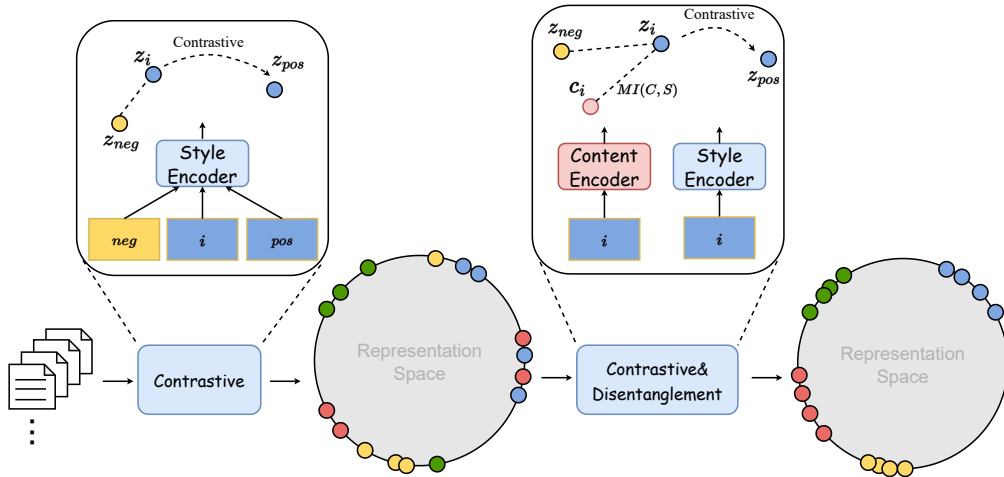 Contrastive
z_i
z_pos
z_neg
Style
Encoder
neg
i
pos
Contrastive
z_neg
z_i
z_pos
c_i
MI(C, S)
Content
Encoder
Style
Encoder
i
i
Contrastive
Representation
Space
Contrastive&
Disentanglement
Representation
Space